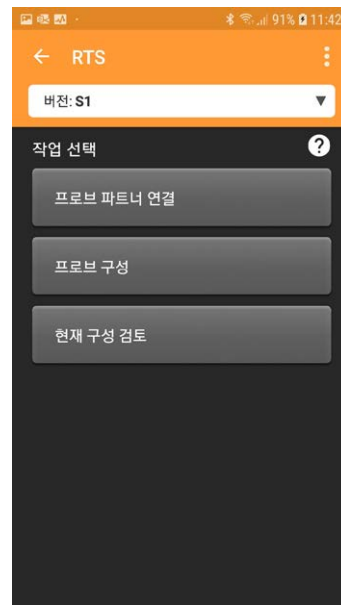 91% 11:42
RTS
버전: S1
작업 선택
?
프로브 파트너 연결
프로브 구성
현재 구성 검토